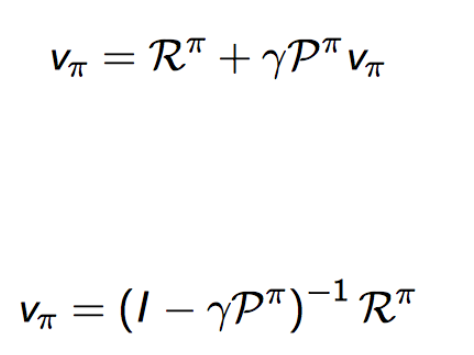 v_π = ℛ^π + γ𝒫^π v_π
v_π = (I − γ𝒫^π)^{−1} ℛ^π